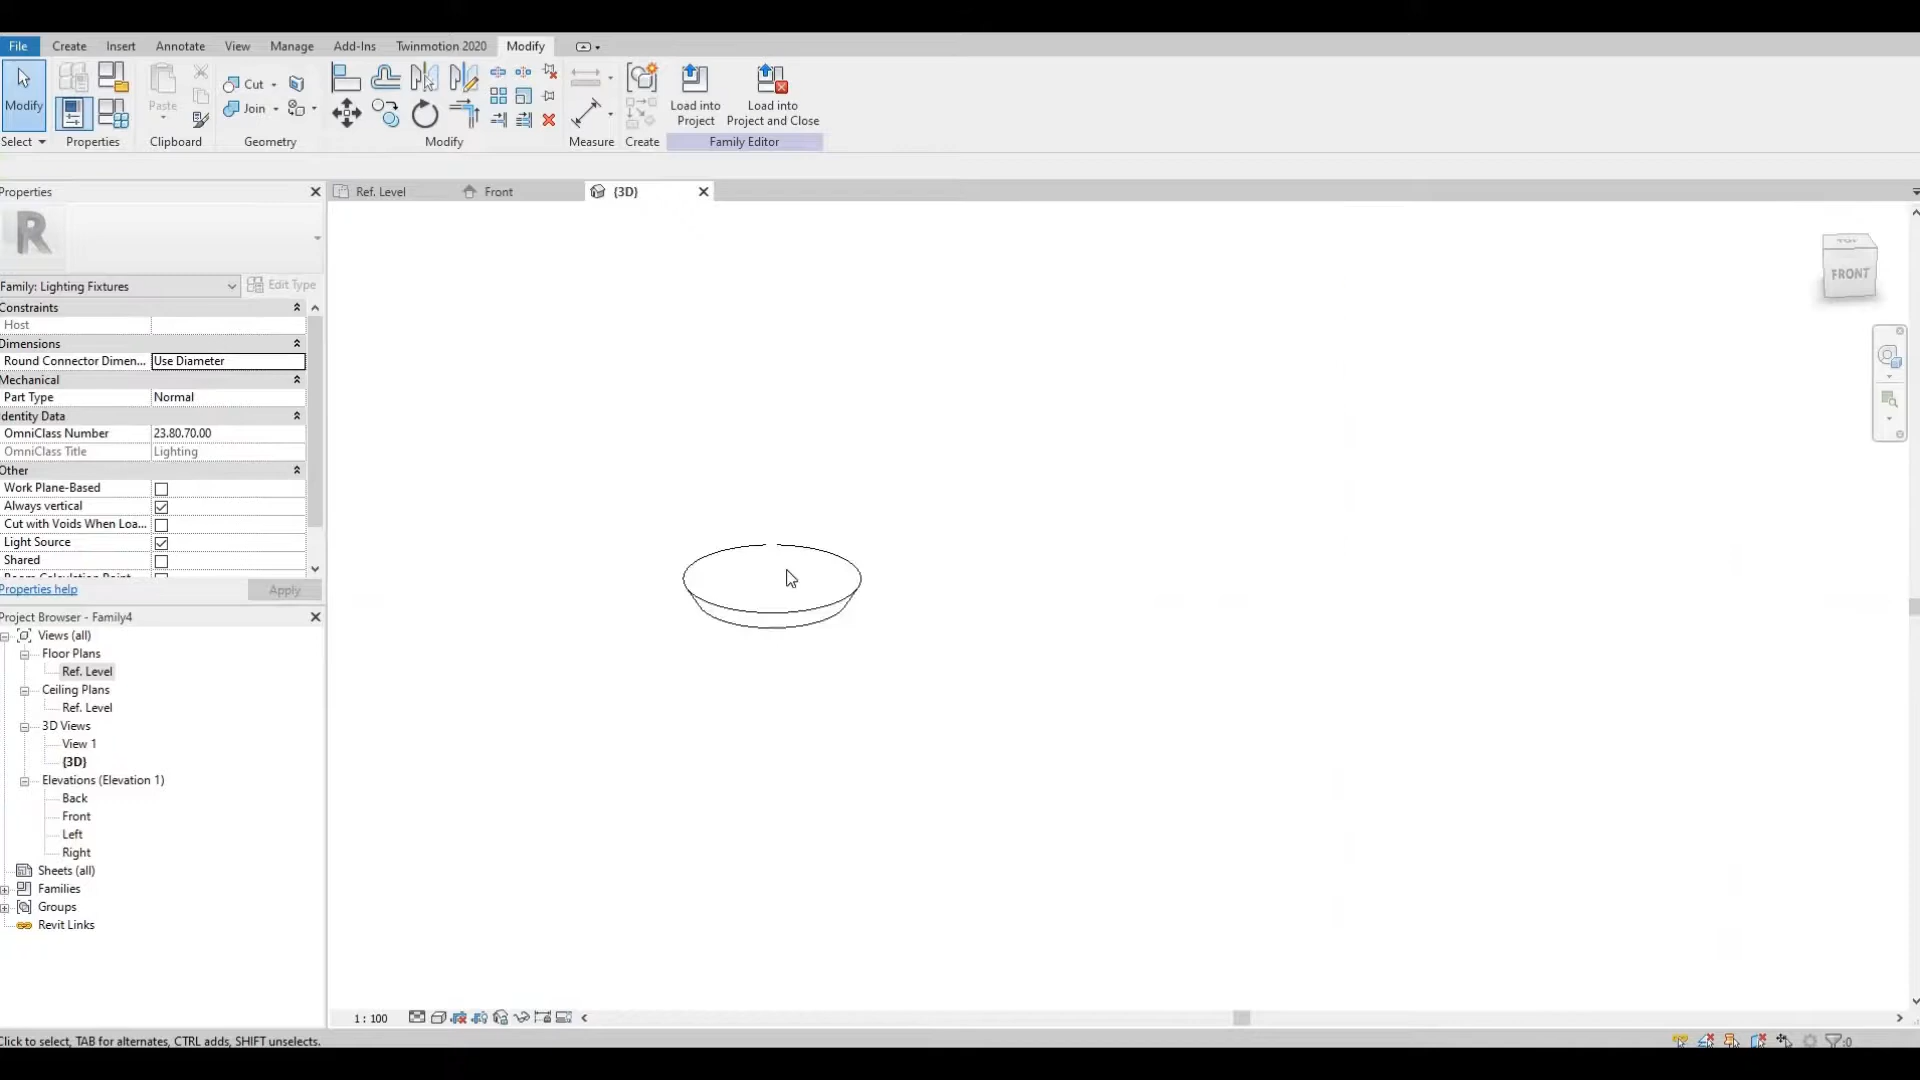 File Create Insert Annotate View Manage Add-Ins Twinmotion 2020 Modify
Modify
Paste
Cut
Join
Load into
Project
Load into
Project and Close
Select Properties Clipboard Geometry Modify Measure Create Family Editor
Properties
Ref. Level
Front
{3D}
TOP
FRONT
R
Family: Lighting Fixtures
Edit Type
Constraints
Host
Dimensions
Round Connector Dimen... Use Diameter
Mechanical
Part Type Normal
Identity Data
OmniClass Number 23.80.70.00
OmniClass Title Lighting
Other
Work Plane-Based
Always vertical
Cut with Voids When Loa...
Light Source
Shared
Properties help
Apply
Project Browser - Family4
Views (all)
Floor Plans
Ref. Level
Ceiling Plans
Ref. Level
3D Views
View 1
{3D}
Elevations (Elevation 1)
Back
Front
Left
Right
Sheets (all)
Families
Groups
Revit Links
1 : 100
Click to select, TAB for alternates, CTRL adds, SHIFT unselects.
:0